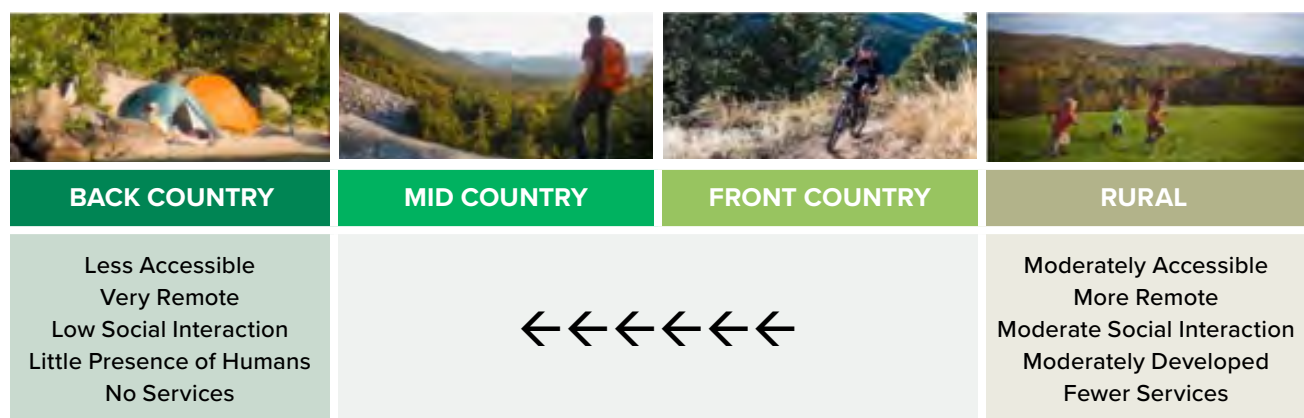 BACK COUNTRY
MID COUNTRY
FRONT COUNTRY
RURAL
Less Accessible
Very Remote
Low Social Interaction
Little Presence of Humans
No Services
←←←←←←
Moderately Accessible
More Remote
Moderate Social Interaction
Moderately Developed
Fewer Services